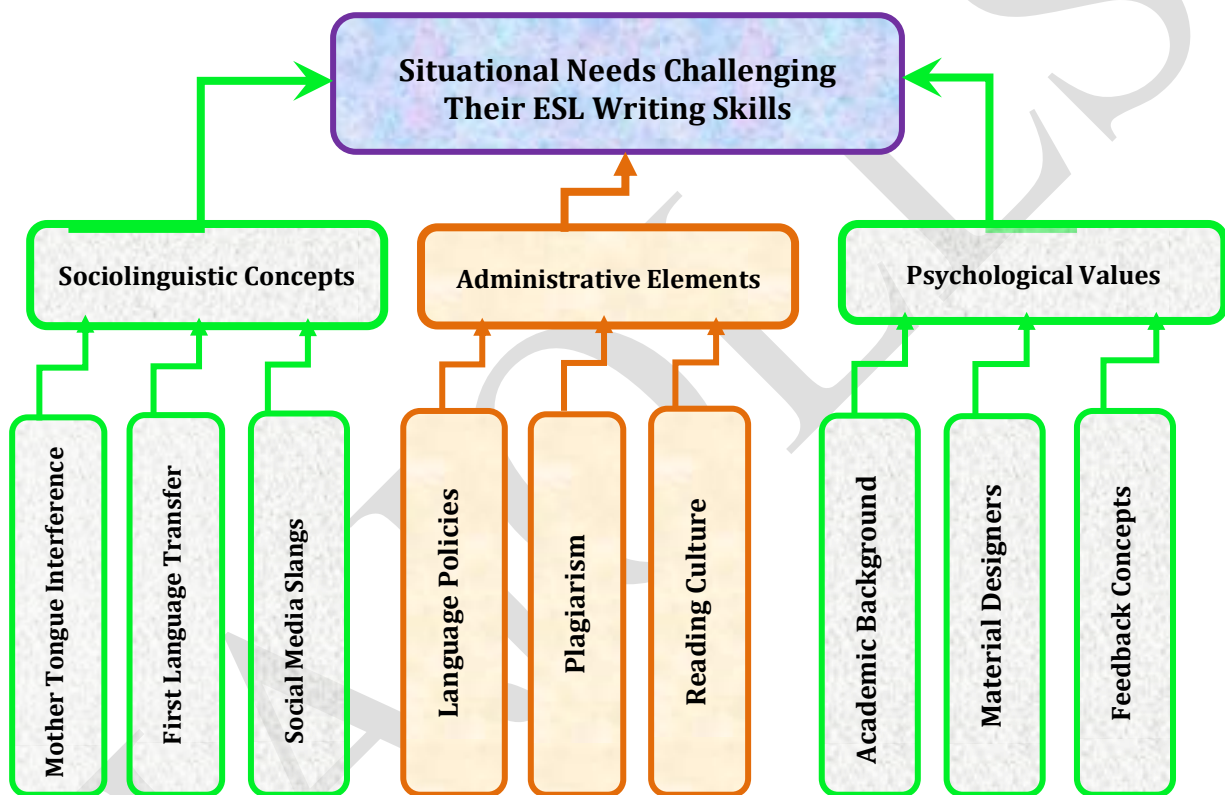 Situational Needs Challenging
Their ESL Writing Skills
Sociolinguistic Concepts
Administrative Elements
Psychological Values
Mother Tongue Interference
First Language Transfer
Social Media Slangs
Language Policies
Plagiarism
Reading Culture
Academic Background
Material Designers
Feedback Concepts